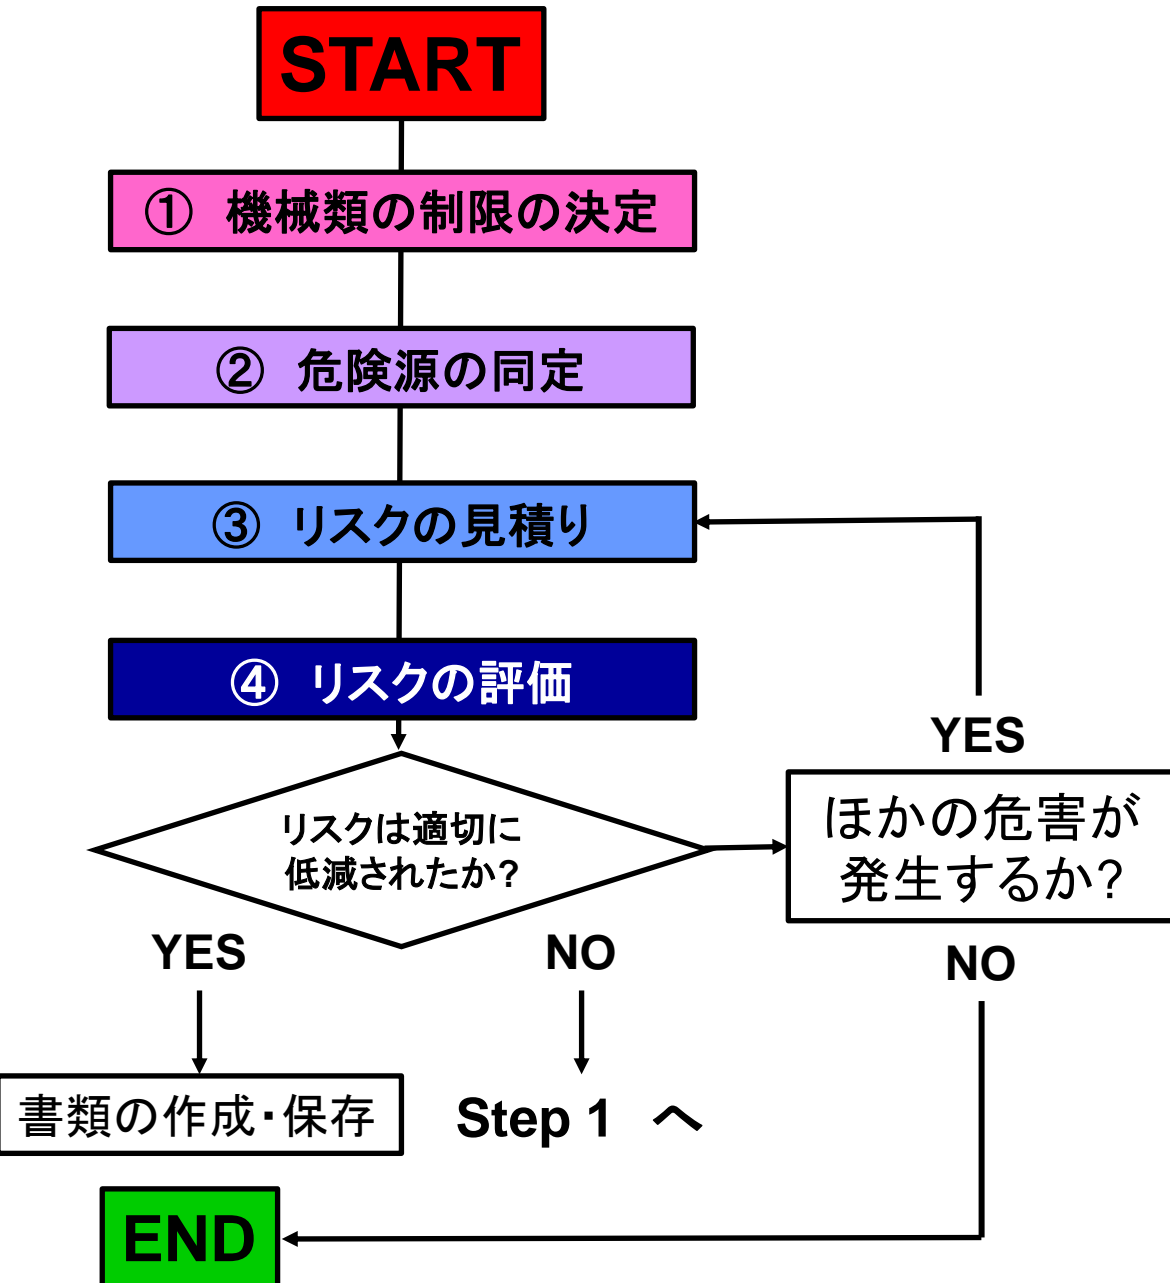 START
① 機械類の制限の決定
② 危険源の同定
③ リスクの見積り
④ リスクの評価
リスクは適切に
低減されたか?
YES
ほかの危害が
発生するか?
YES
NO
NO
書類の作成・保存
Step 1 へ
END